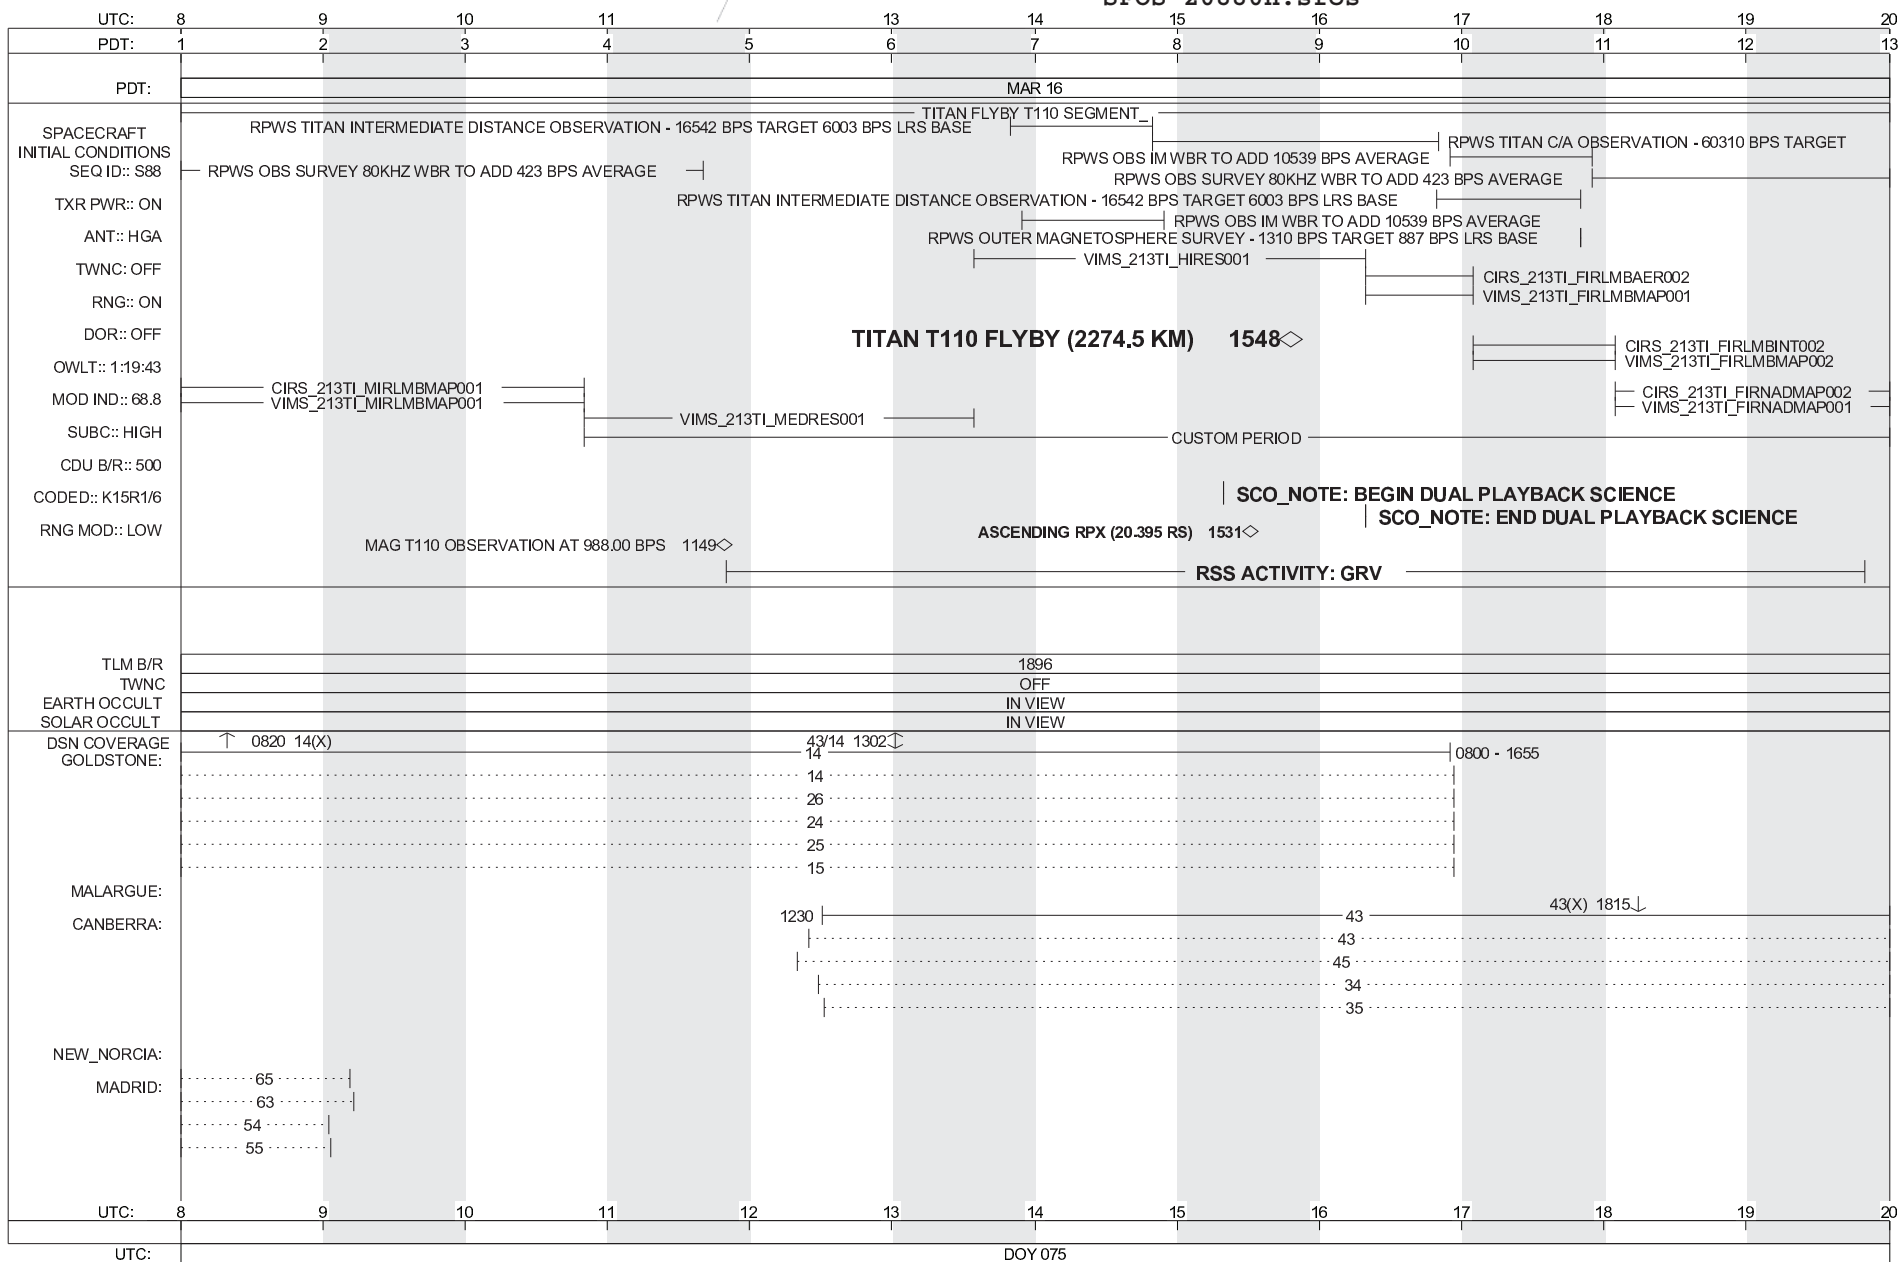 SFOS 20880A.sfos
UTC: 8 9 10 11 12 13 14 15 16 17 18 19 20
PDT: 1 2 3 4 5 6 7 8 9 10 11 12 13
PDT: MAR 16
TITAN FLYBY T110 SEGMENT_
SPACECRAFT
INITIAL CONDITIONS
SEQ ID:: S88
TXR PWR:: ON
ANT:: HGA
TWNC: OFF
RNG:: ON
DOR:: OFF
OWLT:: 1:19:43
MOD IND:: 68.8
SUBC:: HIGH
CDU B/R:: 500
CODED:: K15R1/6
RNG MOD:: LOW
RPWS TITAN INTERMEDIATE DISTANCE OBSERVATION - 16542 BPS TARGET 6003 BPS LRS BASE
RPWS TITAN C/A OBSERVATION - 60310 BPS TARGET
RPWS OBS IM WBR TO ADD 10539 BPS AVERAGE
RPWS OBS SURVEY 80KHZ WBR TO ADD 423 BPS AVERAGE
RPWS OBS SURVEY 80KHZ WBR TO ADD 423 BPS AVERAGE
RPWS TITAN INTERMEDIATE DISTANCE OBSERVATION - 16542 BPS TARGET 6003 BPS LRS BASE
RPWS OBS IM WBR TO ADD 10539 BPS AVERAGE
RPWS OUTER MAGNETOSPHERE SURVEY - 1310 BPS TARGET 887 BPS LRS BASE
VIMS_213TI_HIRES001
CIRS_213TI_FIRLMBAER002
VIMS_213TI_FIRLMBMAP001
TITAN T110 FLYBY (2274.5 KM) 1548
CIRS_213TI_FIRLMBINT002
VIMS_213TI_FIRLMBMAP002
CIRS_213TI_MIRLMBMAP001
CIRS_213TI_FIRNADMAP002
VIMS_213TI_MIRLMBMAP001
VIMS_213TI_FIRNADMAP001
VIMS_213TI_MEDRES001
CUSTOM PERIOD
SCO_NOTE: BEGIN DUAL PLAYBACK SCIENCE
SCO_NOTE: END DUAL PLAYBACK SCIENCE
ASCENDING RPX (20.395 RS) 1531
MAG T110 OBSERVATION AT 988.00 BPS 1149
RSS ACTIVITY: GRV
TLM B/R 1896
TWNC OFF
EARTH OCCULT IN VIEW
SOLAR OCCULT IN VIEW
DSN COVERAGE 0820 14(X) 43/14 1302
GOLDSTONE: 14 0800 - 1655
14
26
24
25
15
MALARGUE:
43(X) 1815
CANBERRA: 1230 43
43
45
34
35
NEW_NORCIA:
65
MADRID:
63
54
55
UTC: 8 9 10 11 12 13 14 15 16 17 18 19 20
UTC: DOY 075